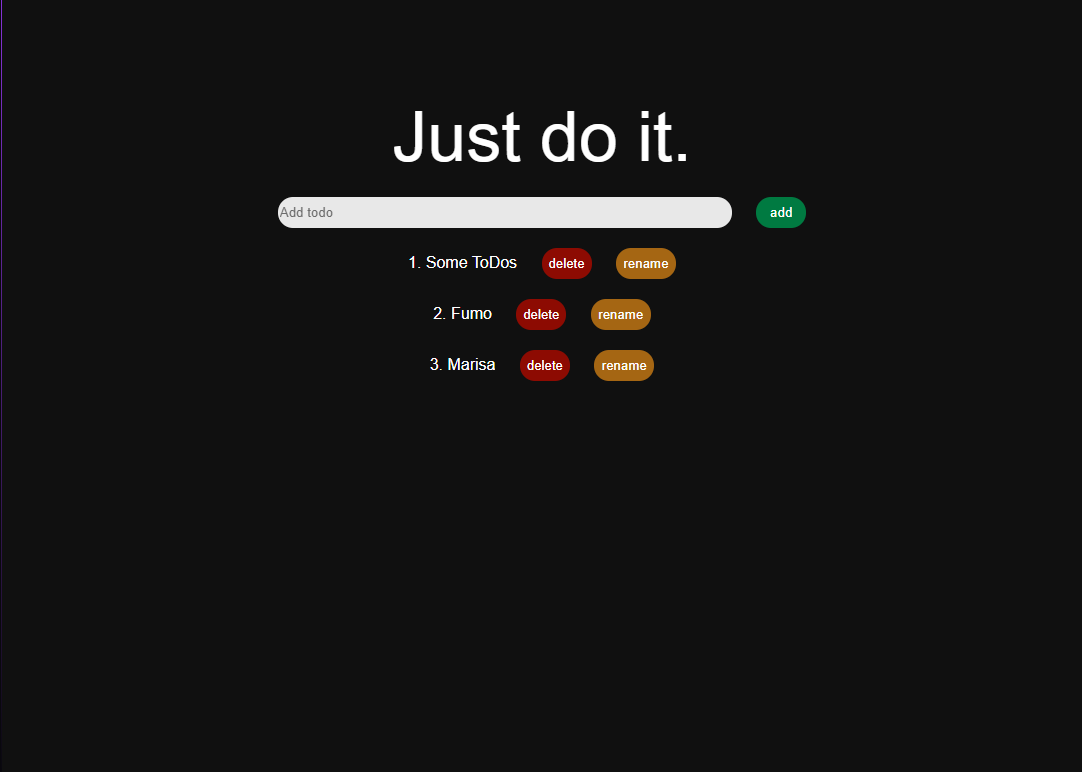 Just do it.
Add todo add
1. Some ToDos delete rename
2. Fumo delete rename
3. Marisa delete rename